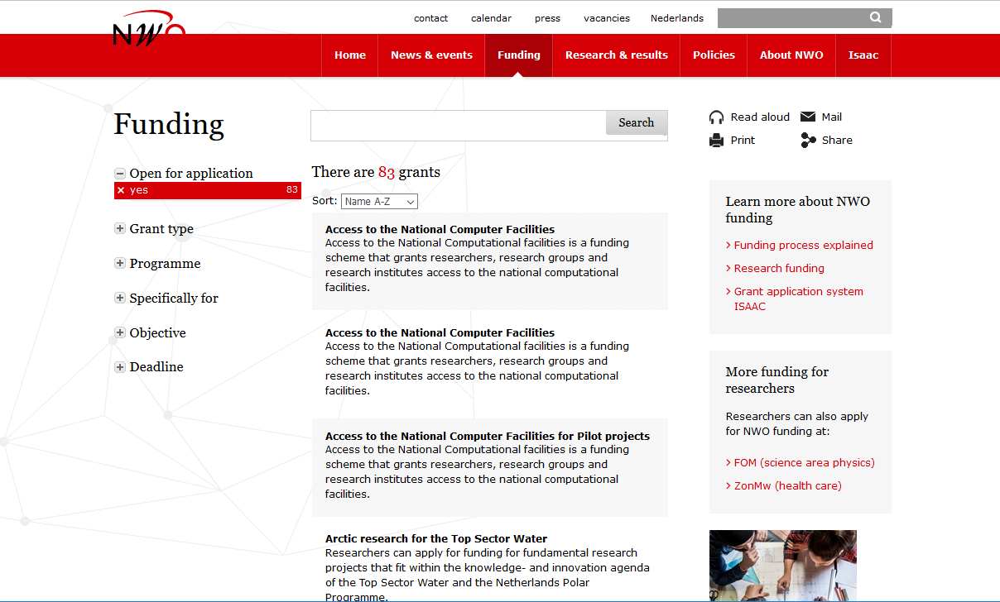 contact calendar press vacancies Nederlands
NWO
Home News & events Funding Research & results Policies About NWO Isaac
Funding
Open for application
yes 83
Grant type
Programme
Specifically for
Objective
Deadline
Search
There are 83 grants
Sort: Name A-Z
Access to the National Computer Facilities
Access to the National Computational facilities is a funding
scheme that grants researchers, research groups and
research institutes access to the national computational
facilities.
Access to the National Computer Facilities
Access to the National Computational facilities is a funding
scheme that grants researchers, research groups and
research institutes access to the national computational
facilities.
Access to the National Computer Facilities for Pilot projects
Access to the National Computational facilities is a funding
scheme that grants researchers, research groups and
research institutes access to the national computational
facilities.
Arctic research for the Top Sector Water
Researchers can apply for funding for fundamental research
projects that fit within the knowledge- and innovation agenda
of the Top Sector Water and the Netherlands Polar
Programme.
Read aloud Mail
Print Share
Learn more about NWO
funding
Funding process explained
Research funding
Grant application system
ISAAC
More funding for
researchers
Researchers can also apply
for NWO funding at:
FOM (science area physics)
ZonMw (health care)